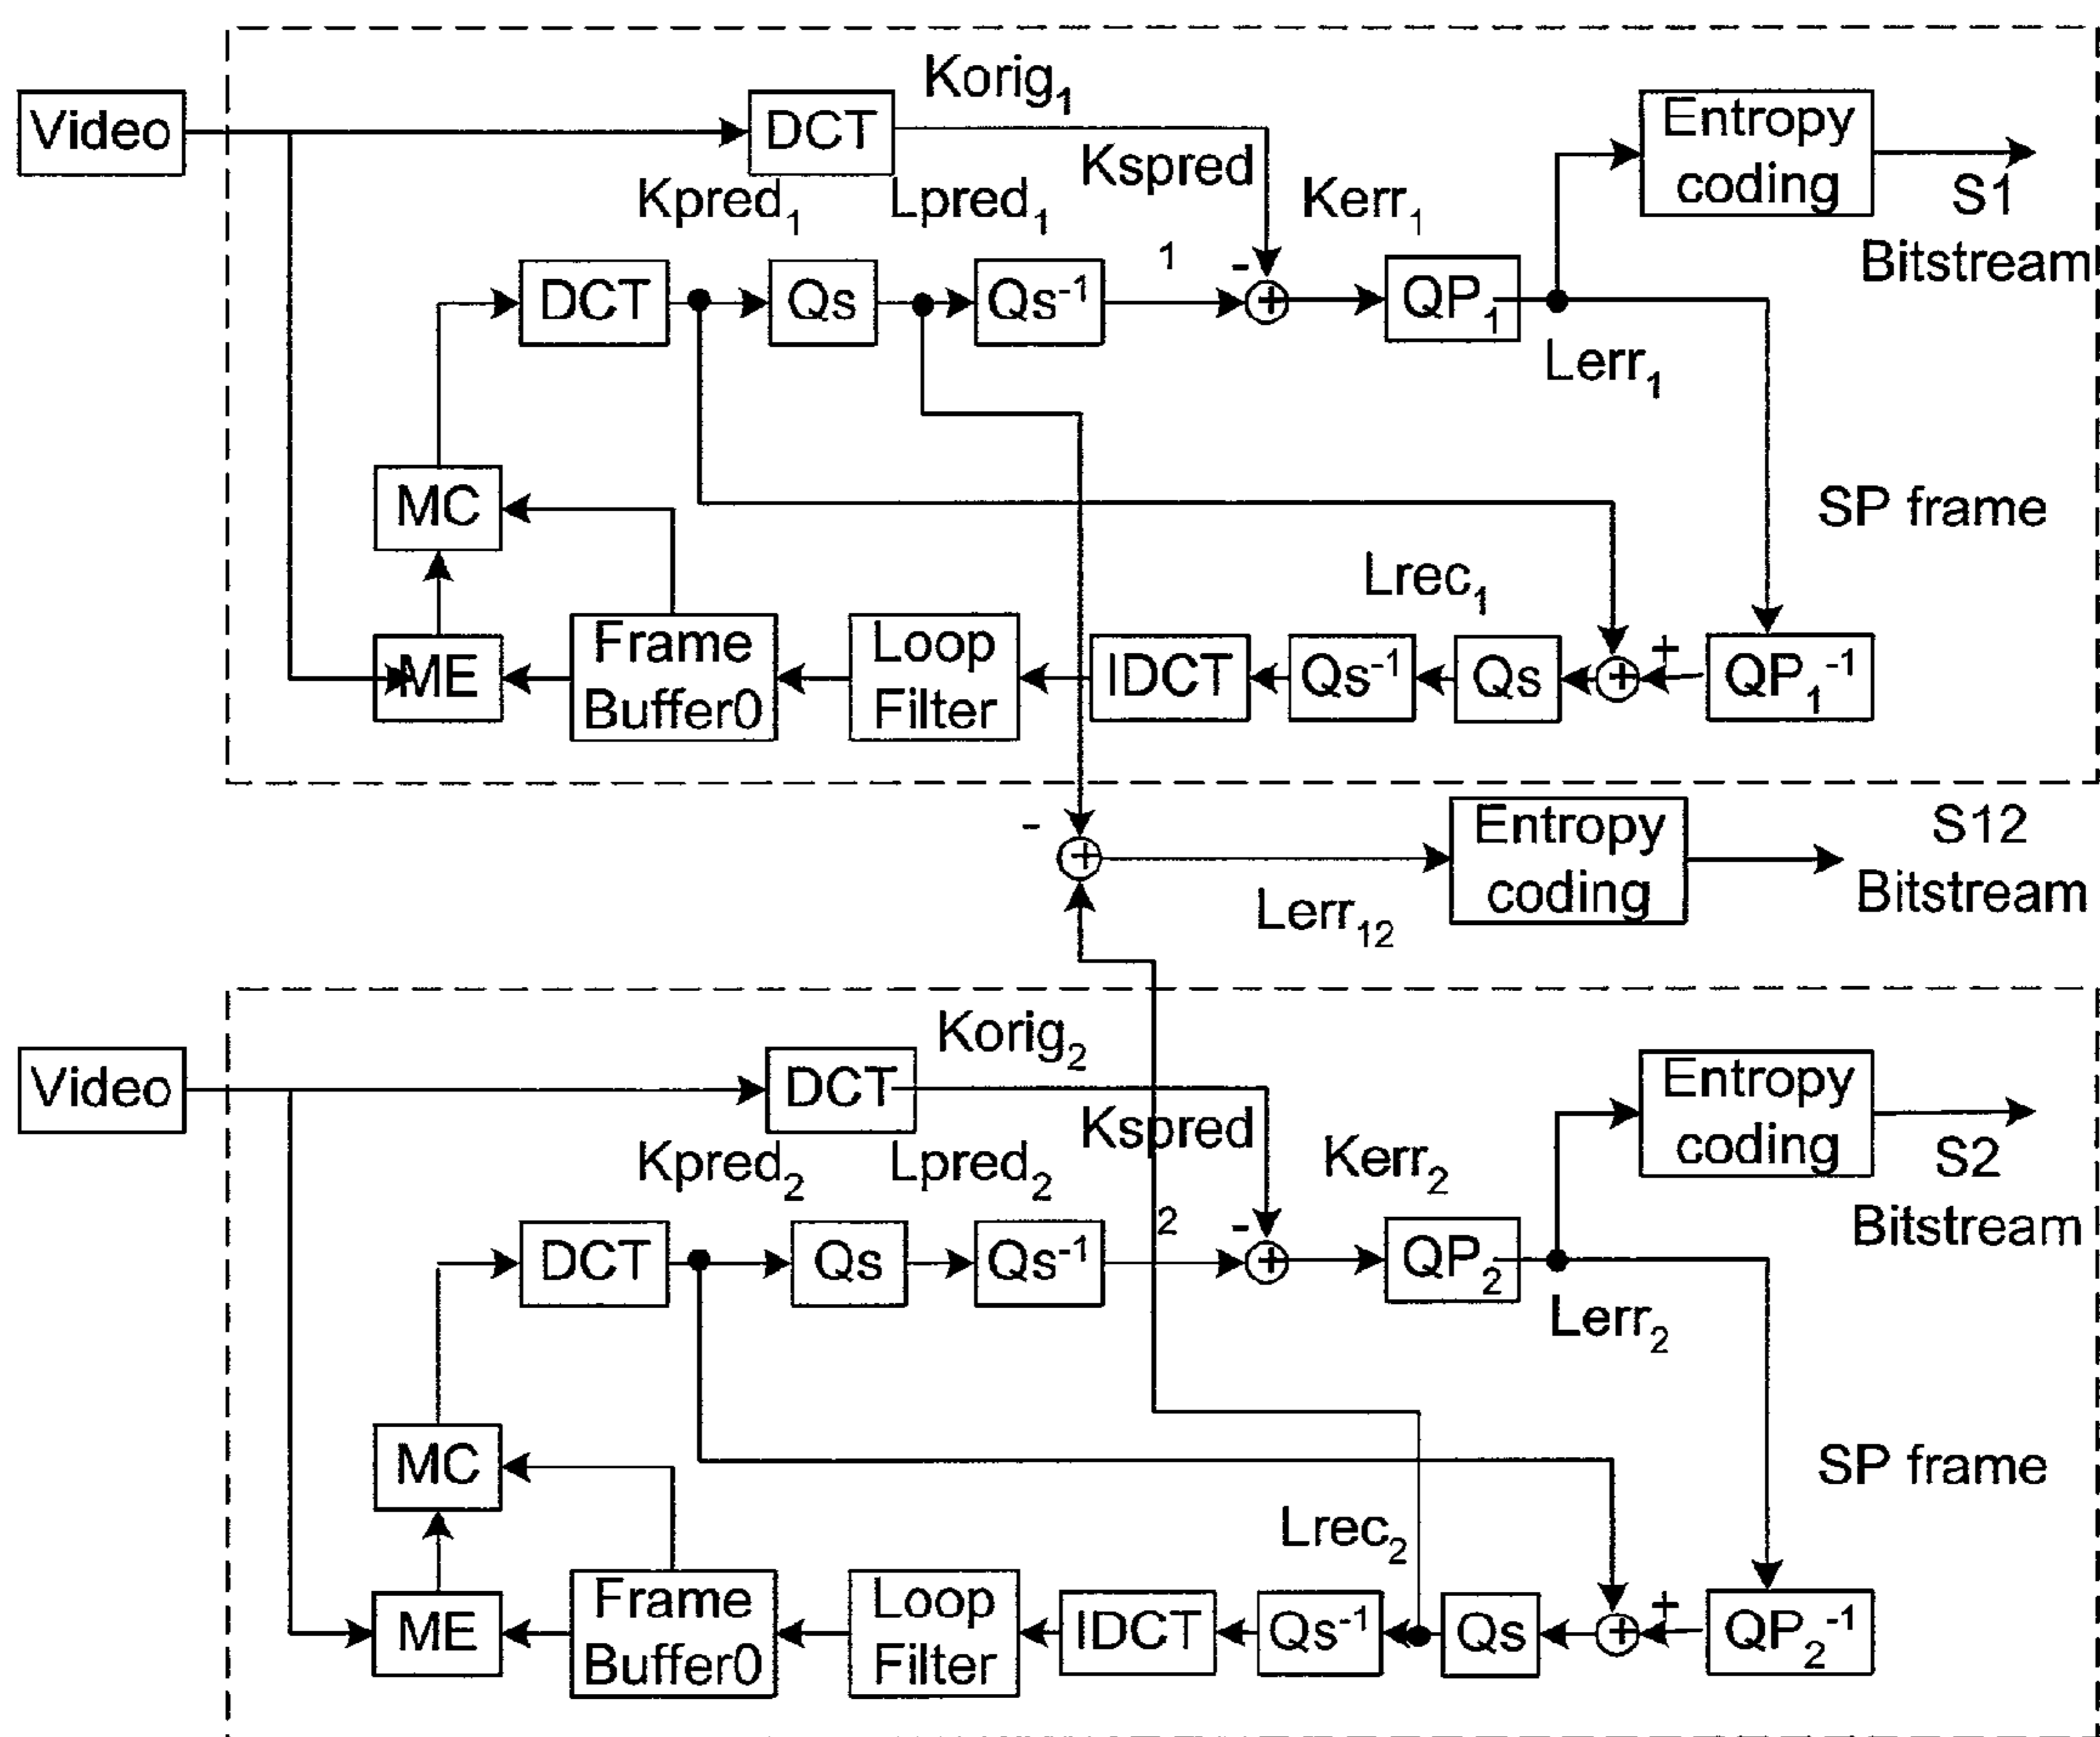 Korig₁
Video
DCT
Entropy
coding
Kspred
Kpred₁
Lpred₁
Kerr₁
S1
Bitstream
1
-
DCT
Qs
Qs⁻¹
+
QP₁
Lerr₁
MC
SP frame
Lrec₁
ME
Frame
Buffer0
Loop
Filter
IDCT
Qs⁻¹
Qs
+
+
QP₁⁻¹
-
+
Entropy
coding
S12
Bitstream
Lerr₁₂
Korig₂
Video
DCT
Entropy
coding
Kspred
Kpred₂
Lpred₂
Kerr₂
S2
Bitstream
2
-
DCT
Qs
Qs⁻¹
+
QP₂
Lerr₂
MC
SP frame
Lrec₂
ME
Frame
Buffer0
Loop
Filter
IDCT
Qs⁻¹
Qs
+
+
QP₂⁻¹